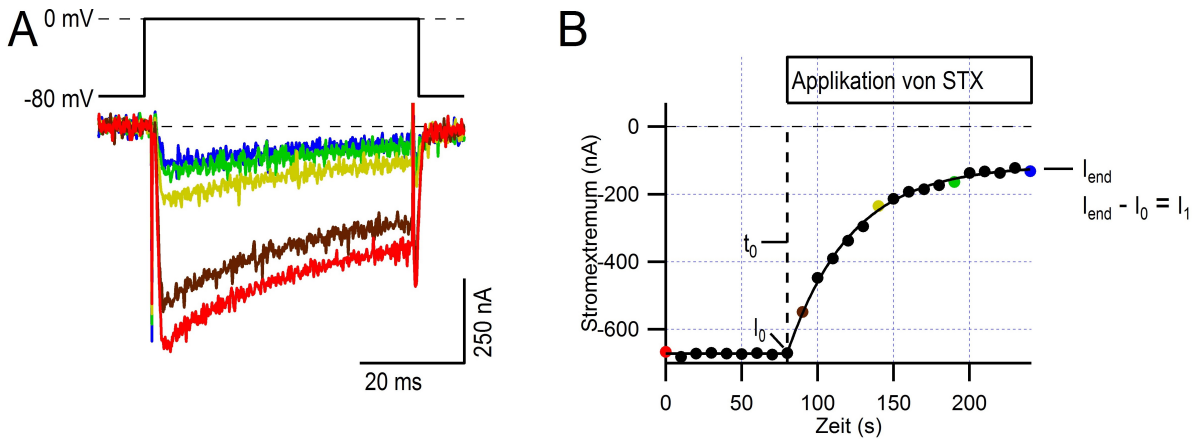 A
0 mV
-80 mV
250 nA
20 ms
B
Applikation von STX
Stromextremum (nA)
0
-200
-400
-600
t0
I0
Iend
Iend - I0 = I1
0
50
100
150
200
Zeit (s)